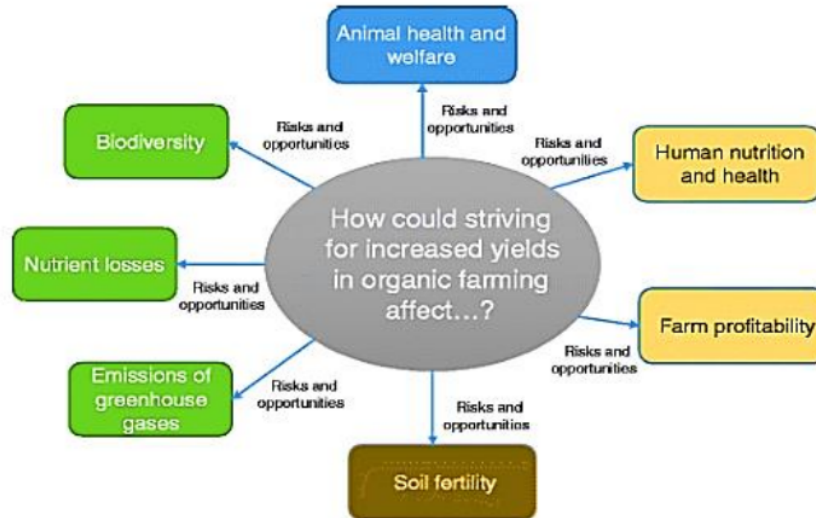 Animal health and
welfare
Risks and
opportunities
Risks and
opportunities
Risks and
opportunities
Biodiversity
Human nutrition
and health
How could striving
for increased yields
in organic farming
affect...?
Nutrient losses
Risks and
opportunities
Farm profitability
Risks and
opportunities
Emissions of
greenhouse
gases
Risks and
opportunities
Risks and
opportunities
Soil fertility